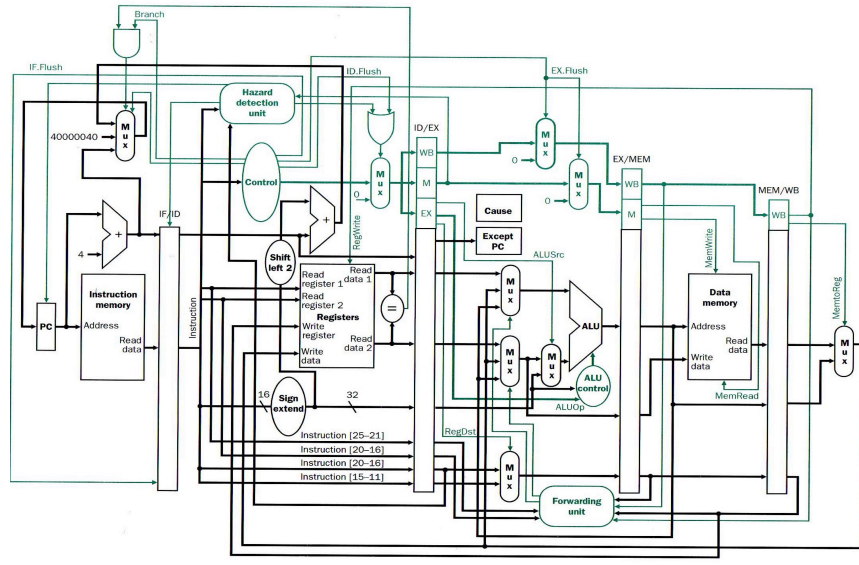 Branch
IF.Flush
ID.Flush
EX.Flush
Hazard
detection
unit
M
u
x
40000040
0
Control
M
u
x
ID/EX
WB
M
EX
M
u
x
0
M
u
x
0
EX/MEM
WB
M
MEM/WB
WB
Cause
Except
PC
IF/ID
+
4
+
Shift
left 2
RegWrite
ALUSrc
MemWrite
MemtoReg
PC
Instruction
memory
Address
Read
data
Instruction
Read
register 1
Read
data 1
Read
register 2
Registers
Write
register
Read
data 2
Write
data
=
M
u
x
M
u
x
M
u
x
ALU
ALU
control
ALUOp
Data
memory
Address
Read
data
Write
data
MemRead
M
u
x
16
Sign
extend
32
RegDst
Instruction [25–21]
Instruction [20–16]
Instruction [20–16]
Instruction [15–11]
M
u
x
Forwarding
unit